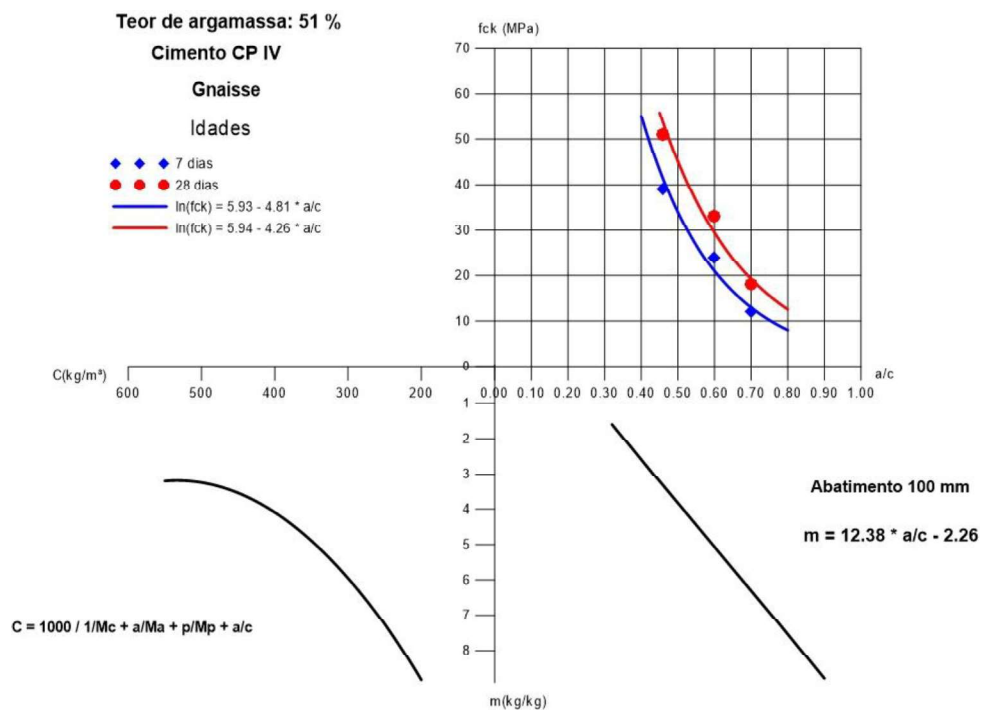 Teor de argamassa: 51 %
Cimento CP IV
Gnaisse
Idades
7 dias
28 dias
ln(fck) = 5.93 - 4.81 * a/c
ln(fck) = 5.94 - 4.26 * a/c
fck (MPa)
70
60
50
40
30
20
10
0
C(kg/m³)
600 500 400 300 200
0.00 0.10 0.20 0.30 0.40 0.50 0.60 0.70 0.80 0.90 1.00
a/c
1
2
3
4
5
6
7
8
m(kg/kg)
Abatimento 100 mm
m = 12.38 * a/c - 2.26
C = 1000 / 1/Mc + a/Ma + p/Mp + a/c